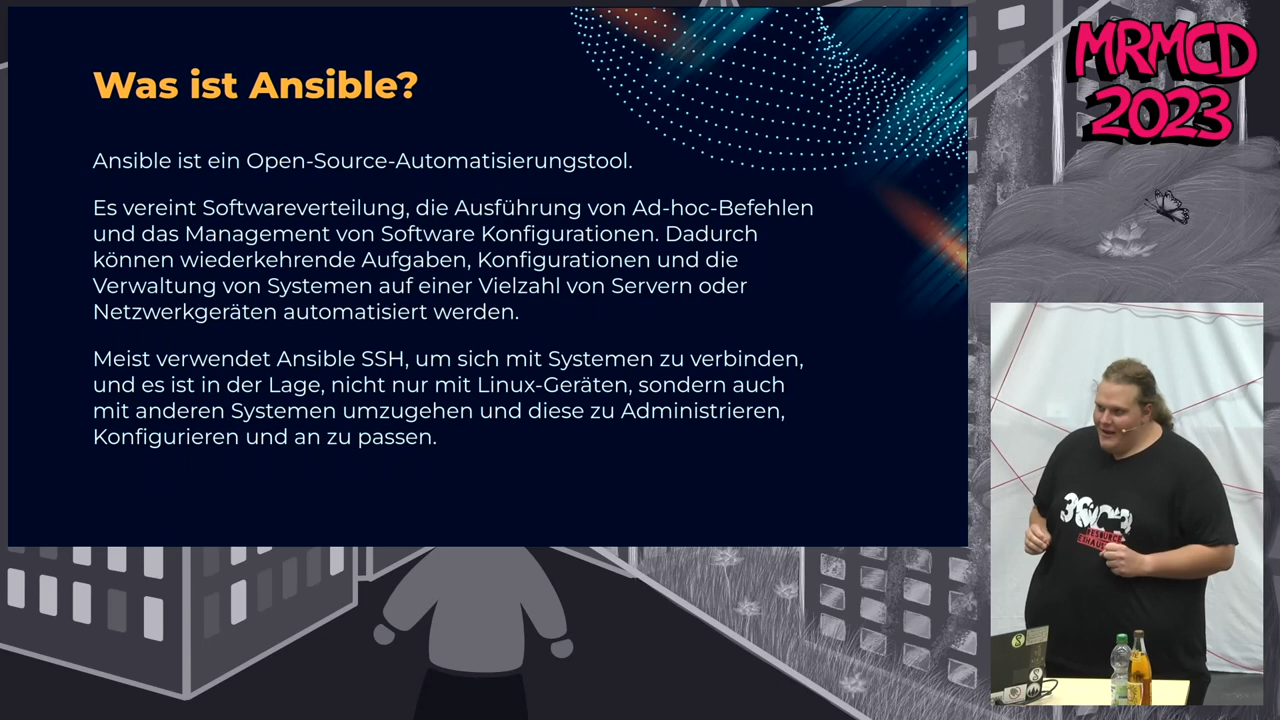 Was ist Ansible?
Ansible ist ein Open-Source-Automatisierungstool.
Es vereint Softwareverteilung, die Ausführung von Ad-hoc-Befehlen
und das Management von Software Konfigurationen. Dadurch
können wiederkehrende Aufgaben, Konfigurationen und die
Verwaltung von Systemen auf einer Vielzahl von Servern oder
Netzwerkgeräten automatisiert werden.
Meist verwendet Ansible SSH, um sich mit Systemen zu verbinden,
und es ist in der Lage, nicht nur mit Linux-Geräten, sondern auch
mit anderen Systemen umzugehen und diese zu Administrieren,
Konfigurieren und an zu passen.
MRMCD
2023